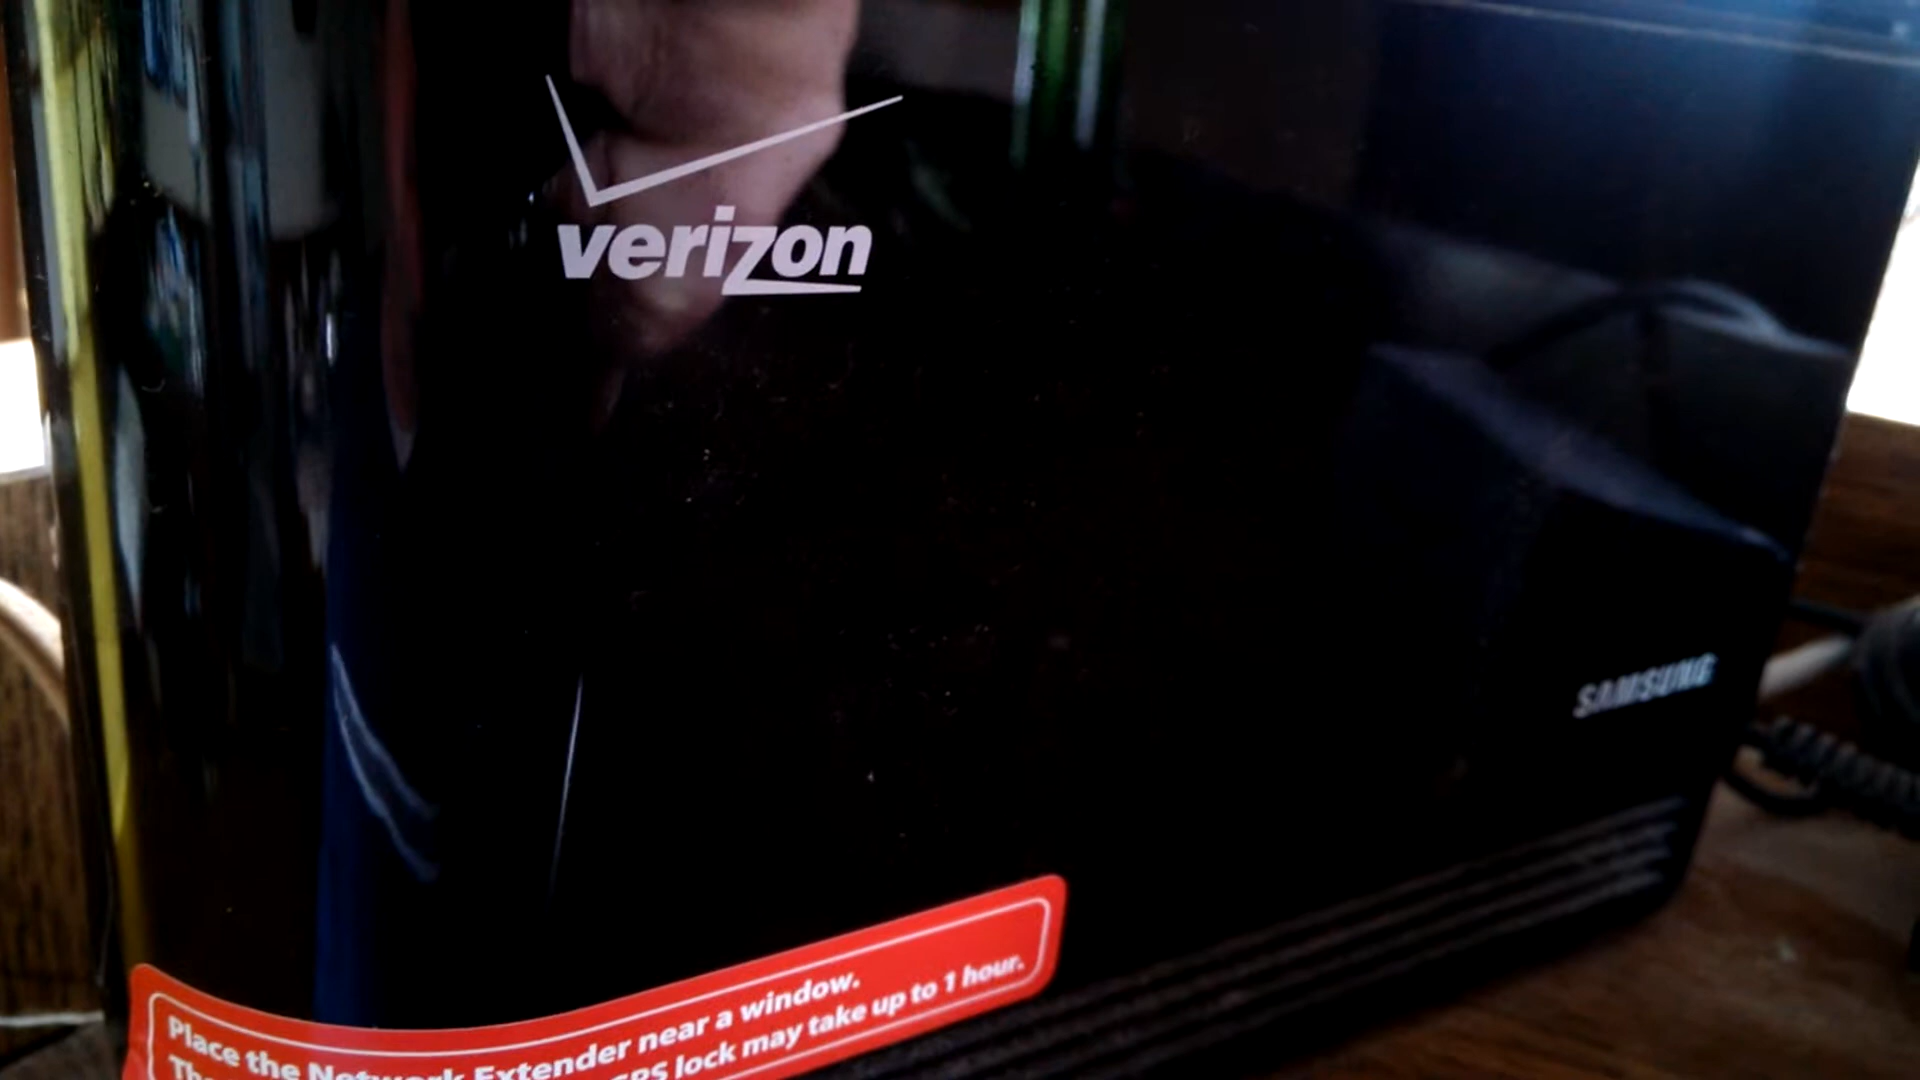 verizon
SAMSUNG
Place the Network Extender near a window.
GPS lock may take up to 1 hour.